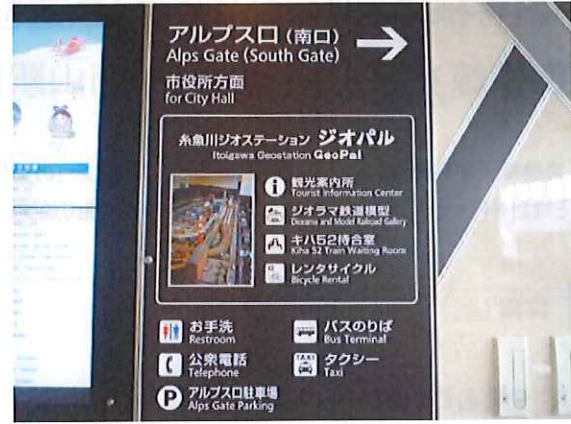 アルプス口(南口)
Alps Gate (South Gate)
市役所方面
for City Hall
糸魚川ジオステーション ジオパル
Itoigawa Geostation GeoPal
観光案内所
Tourist Information Center
ジオラマ鉄道模型
Diorama and Model Railroad Gallery
キハ52待合室
Kiha 52 Train Waiting Room
レンタサイクル
Bicycle Rental
お手洗
Restroom
バスのりば
Bus Terminal
公衆電話
Telephone
TAXI
タクシー
Taxi
P
アルプス口駐車場
Alps Gate Parking